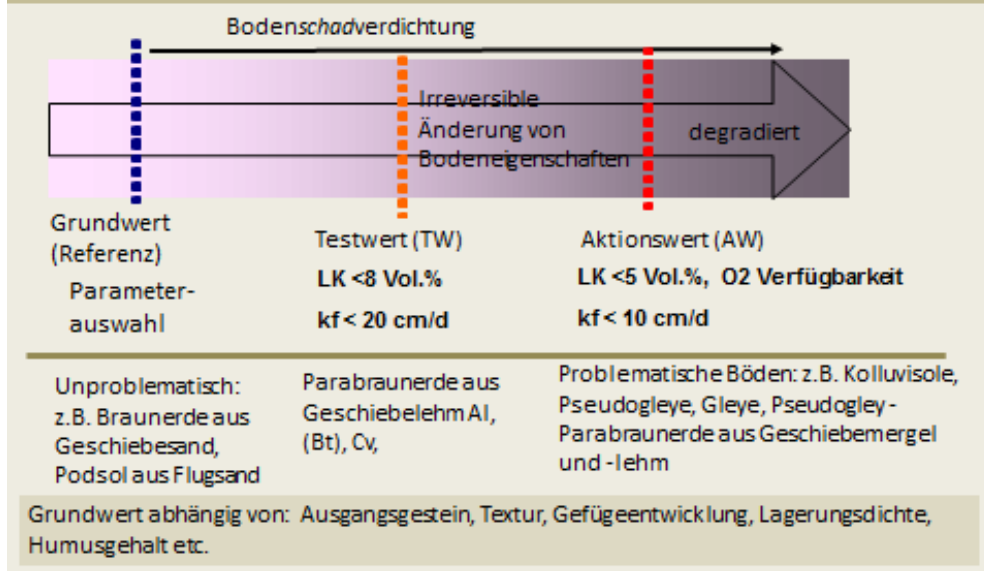 Bodenschadverdichtung
Irreversible
Änderung von
Bodeneigenschaften
degradiert
Grundwert
(Referenz)
Parameter-
auswahl
Testwert (TW)
LK <8 Vol.%
kf < 20 cm/d
Aktionswert (AW)
LK <5 Vol.%, O2 Verfügbarkeit
kf < 10 cm/d
Unproblematisch:
z.B. Braunerde aus
Geschiebesand,
Podsol aus Flugsand
Parabraunerde aus
Geschiebelehm Al,
(Bt), Cv,
Problematische Böden: z.B. Kolluvisole,
Pseudogleye, Gleye, Pseudogley-
Parabraunerde aus Geschiebemergel
und -lehm
Grundwert abhängig von: Ausgangsgestein, Textur, Gefügeentwicklung, Lagerungsdichte,
Humusgehalt etc.